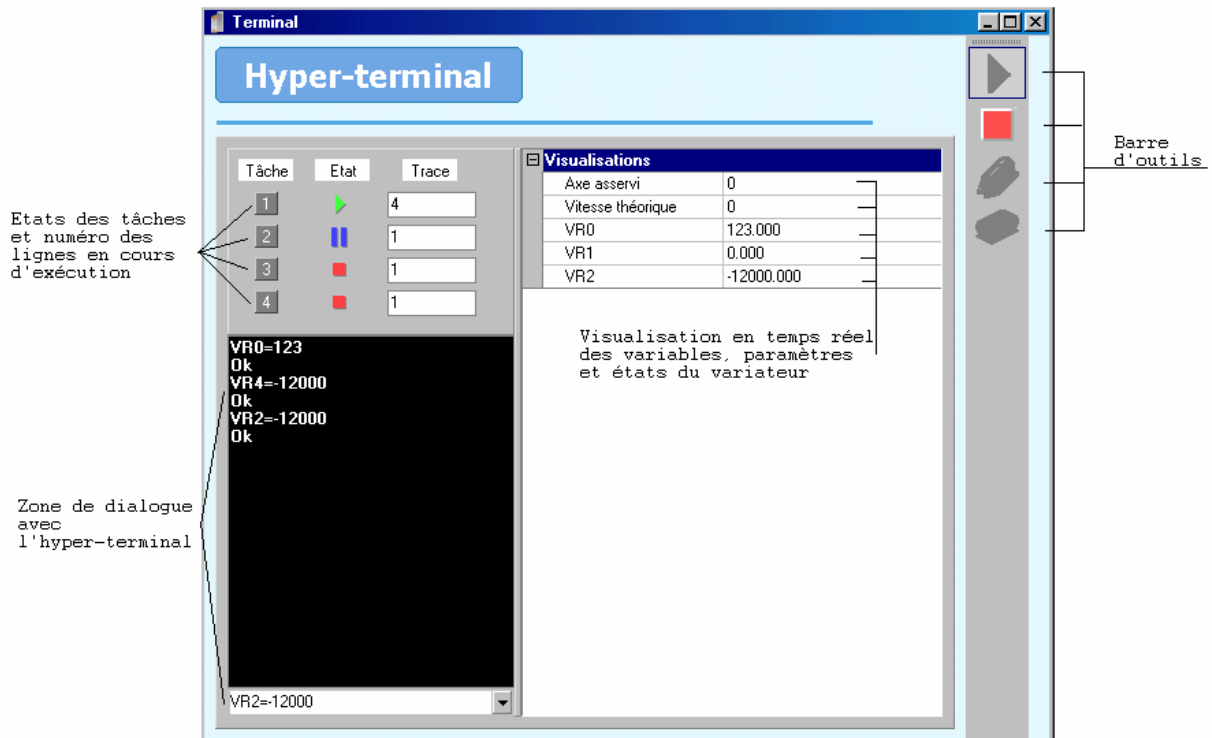 Terminal
Hyper-terminal
Tâche Etat Trace
1 4
2 1
3 1
4 1
Visualisations
Axe asservi 0
Vitesse théorique 0
VR0 123.000
VR1 0.000
VR2 -12000.000
VR0=123
Ok
VR4=-12000
Ok
VR2=-12000
Ok
VR2=-12000
Etats des tâches
et numéro des
lignes en cours
d'exécution
Zone de dialogue
avec
l'hyper-terminal
Visualisation en temps réel
des variables, paramètres
et états du variateur
Barre
d'outils